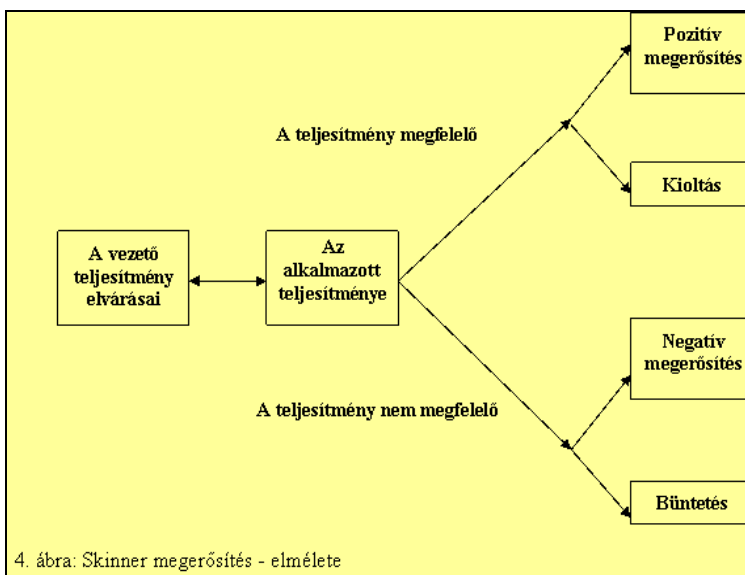 Pozitív
megerősítés
A teljesítmény megfelelő
Kioltás
A vezető
teljesítmény
elvárásai
Az
alkalmazott
teljesítménye
Negatív
megerősítés
A teljesítmény nem megfelelő
Büntetés
4. ábra: Skinner megerősítés - elmélete